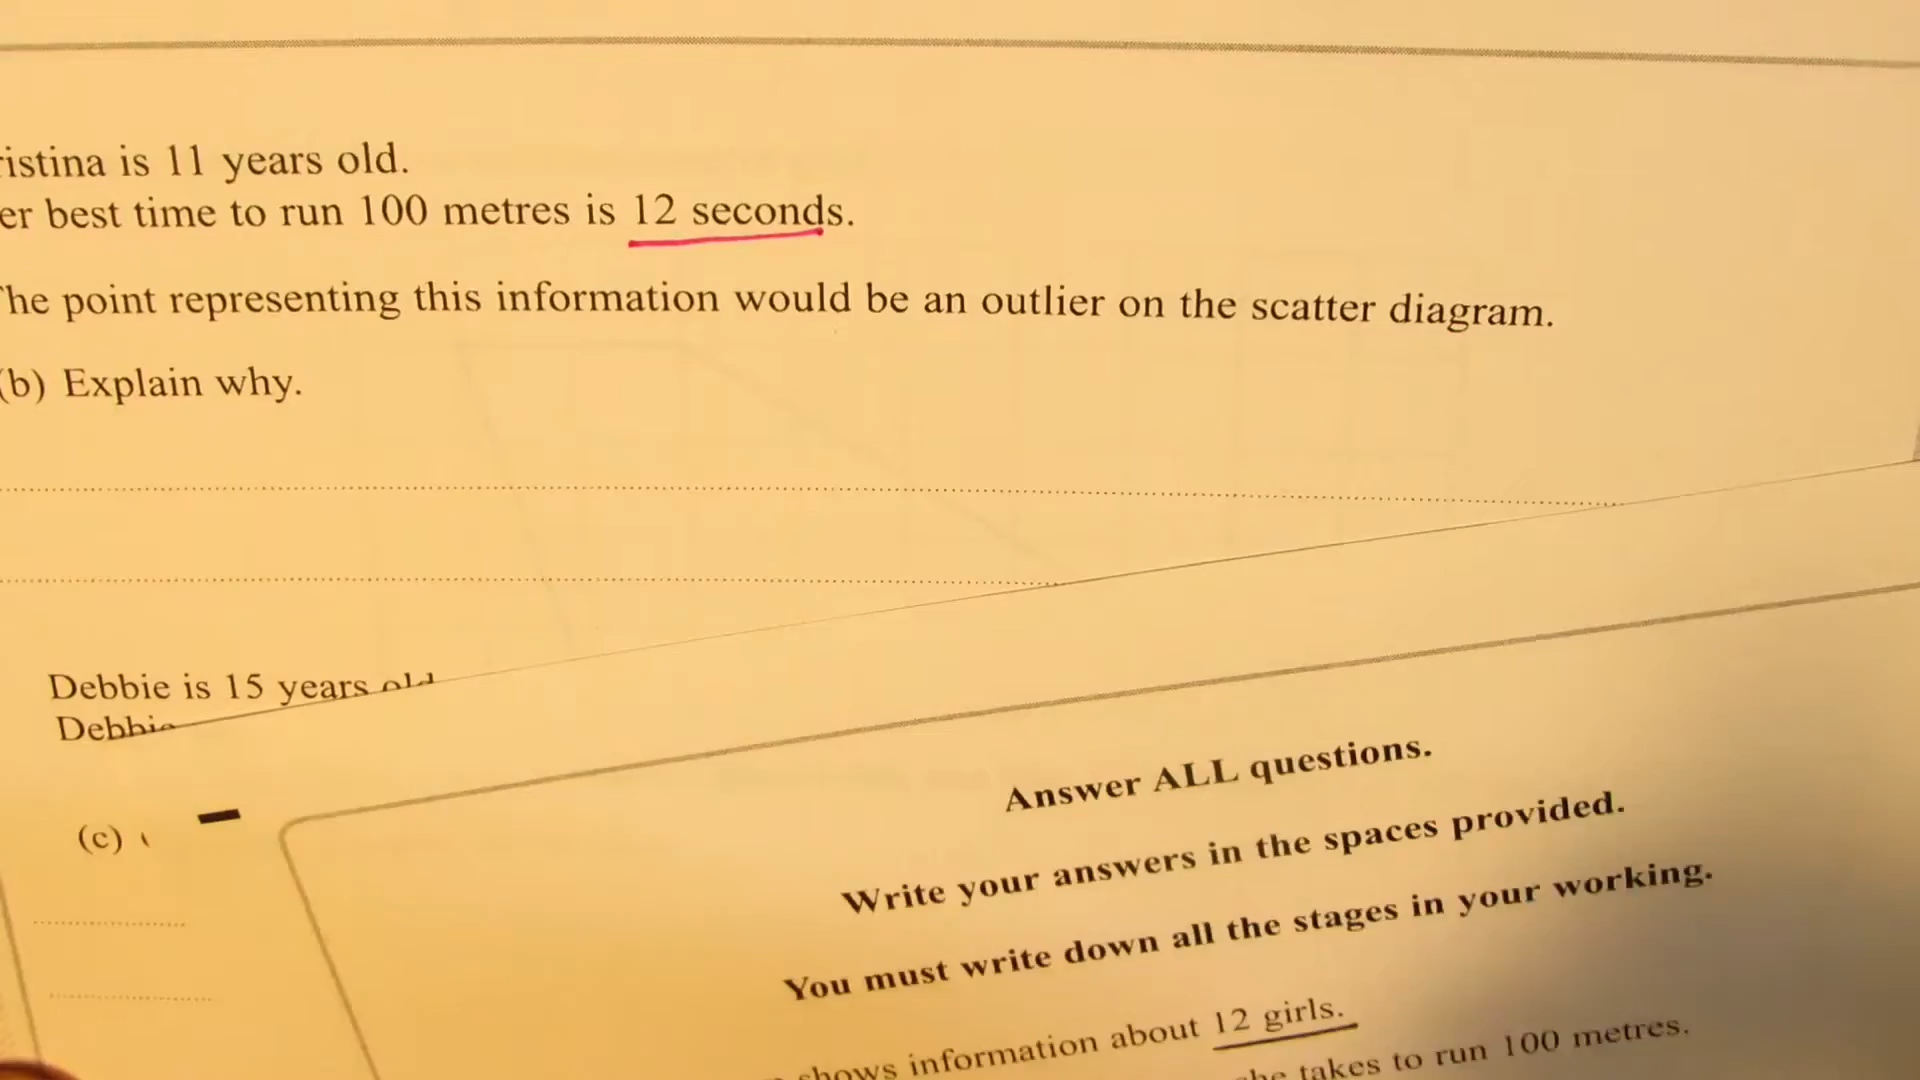 is 11 years old.
best time to run 100 metres is 12 seconds.
point representing this information would be an outlier on the scatter diagram.
(b) Explain why.
Debbie is 15 years old
Debbie
(c)
Answer ALL questions.
Write your answers in the spaces provided.
You must write down all the stages in your working.
shows information about 12 girls.
takes to run 100 metres.